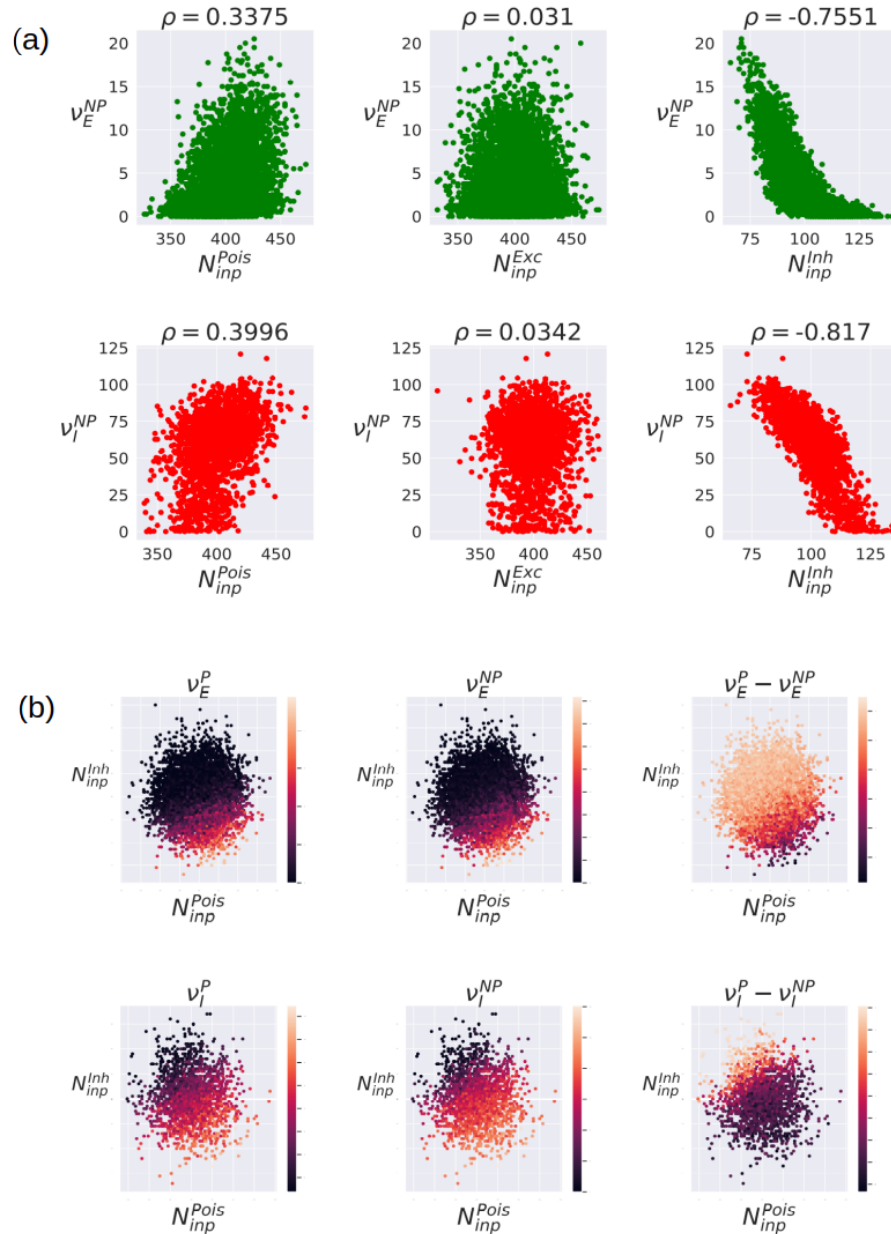 (a)
ρ = 0.3375 ρ = 0.031 ρ = -0.7551
ν_E^NP ν_E^NP ν_E^NP
20 20 20
15 15 15
10 10 10
5 5 5
0 0 0
350 400 450 350 400 450 75 100 125
N_inp^Pois N_inp^Exc N_inp^Inh
ρ = 0.3996 ρ = 0.0342 ρ = -0.817
ν_I^NP ν_I^NP ν_I^NP
125 125 125
100 100 100
75 75 75
50 50 50
25 25 25
0 0 0
350 400 450 350 400 450 75 100 125
N_inp^Pois N_inp^Exc N_inp^Inh
(b)
ν_E^P ν_E^NP ν_E^P − ν_E^NP
N_inp^Inh N_inp^Inh N_inp^Inh
N_inp^Pois N_inp^Pois N_inp^Pois
ν_I^P ν_I^NP ν_I^P − ν_I^NP
N_inp^Inh N_inp^Inh N_inp^Inh
N_inp^Pois N_inp^Pois N_inp^Pois